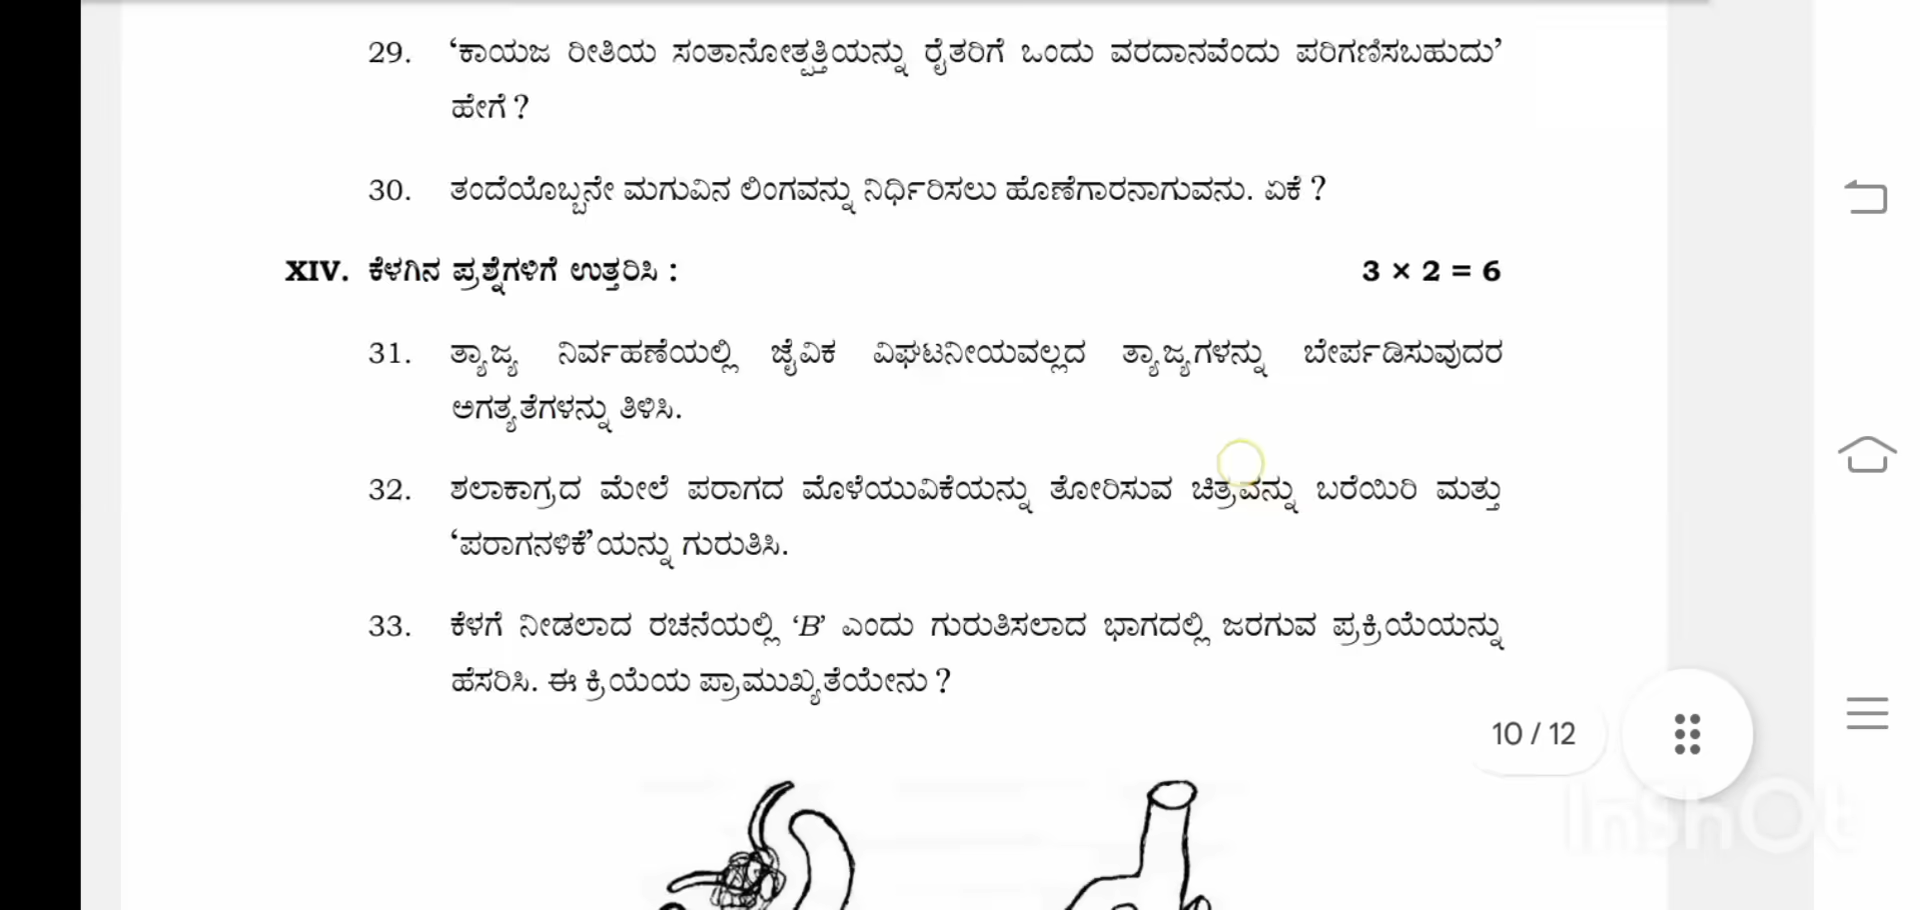 29. ‘ಕಾಯಜ ರೀತಿಯ ಸಂತಾನೋತ್ಪತ್ತಿಯನ್ನು ರೈತರಿಗೆ ಒಂದು ವರದಾನವೆಂದು ಪರಿಗಣಿಸಬಹುದು’
ಹೇಗೆ ?
30. ತಂದೆಯೊಬ್ಬನೇ ಮಗುವಿನ ಲಿಂಗವನ್ನು ನಿರ್ಧರಿಸಲು ಹೊಣೆಗಾರನಾಗುವನು. ಏಕೆ ?
XIV. ಕೆಳಗಿನ ಪ್ರಶ್ನೆಗಳಿಗೆ ಉತ್ತರಿಸಿ : 3 × 2 = 6
31. ತ್ಯಾಜ್ಯ ನಿರ್ವಹಣೆಯಲ್ಲಿ ಜೈವಿಕ ವಿಘಟನೀಯವಲ್ಲದ ತ್ಯಾಜ್ಯಗಳನ್ನು ಬೇರ್ಪಡಿಸುವುದರ
ಅಗತ್ಯತೆಗಳನ್ನು ತಿಳಿಸಿ.
32. ಶಲಾಕಾಗ್ರದ ಮೇಲೆ ಪರಾಗದ ಮೊಳೆಯುವಿಕೆಯನ್ನು ತೋರಿಸುವ ಚಿತ್ರವನ್ನು ಬರೆಯಿರಿ ಮತ್ತು
‘ಪರಾಗನಳಿಕೆ’ಯನ್ನು ಗುರುತಿಸಿ.
33. ಕೆಳಗೆ ನೀಡಲಾದ ರಚನೆಯಲ್ಲಿ ‘B’ ಎಂದು ಗುರುತಿಸಲಾದ ಭಾಗದಲ್ಲಿ ಜರಗುವ ಪ್ರಕ್ರಿಯೆಯನ್ನು
ಹೆಸರಿಸಿ. ಈ ಕ್ರಿಯೆಯ ಪ್ರಾಮುಖ್ಯತೆಯೇನು ?
10 / 12
InShOt